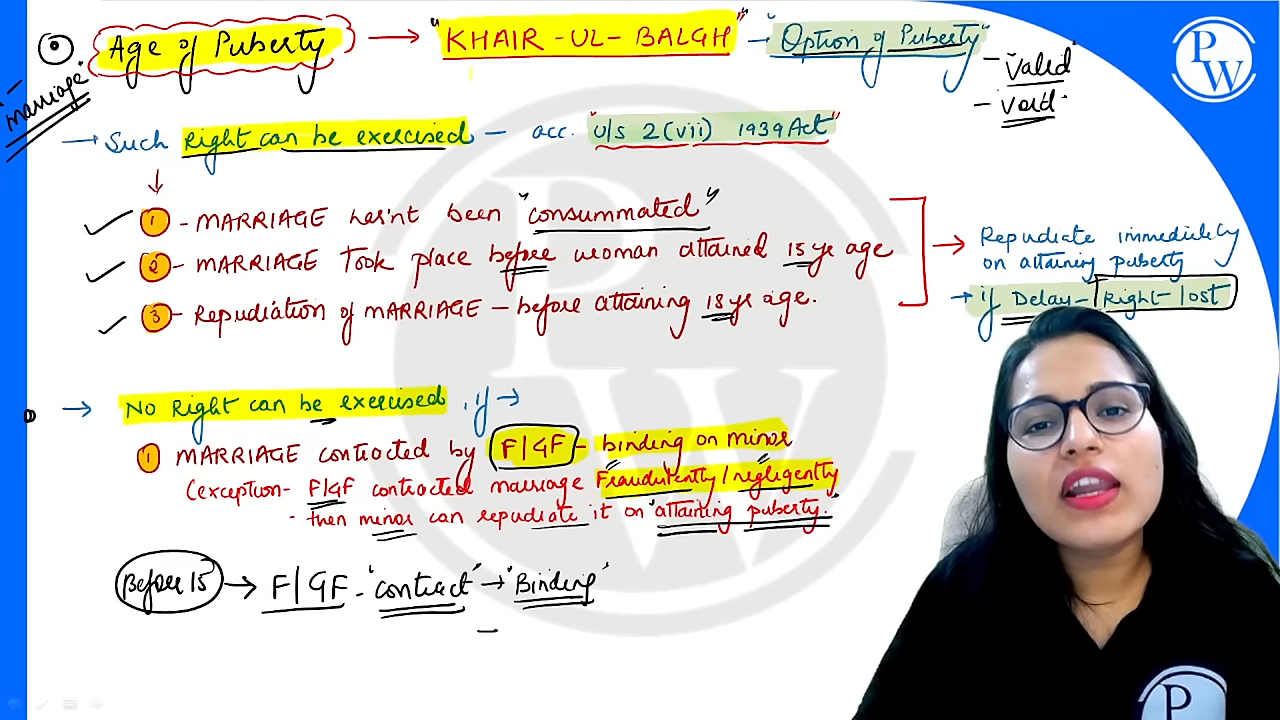 Age of Puberty → "KHAIR-UL-BALGH" → "Option of Puberty"
"Marriage"
- "Valid"
- Void
→ Such Right can be exercised - acc. "U/S 2(vii) 1939 Act"
① - MARRIAGE hasn't been "consummated"
② - MARRIAGE Took place before woman attained 15 yr age
③ - Repudiation of MARRIAGE - before attaining 18 yr age.
→ Repudiate immediately on attaining puberty
→ if Delay - Right lost
→ No Right can be exercised, if →
① MARRIAGE contracted by F/GF - binding on minor
(exception - F/GF contracted marriage Fraudutently/negligently
- then minor can repudiate it on "attaining puberty."
Before 15 → F/GF - "contract" → "Binding"
PW
PW
P